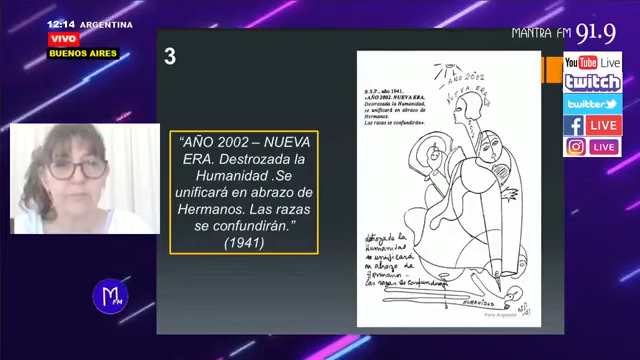 12:14 ARGENTINA
VIVO
BUENOS AIRES
MANTRA FM 91.9
YouTube Live
twitch
twitter
LIVE
LIVE
3
"AÑO 2002 – NUEVA
ERA. Destrozada la
Humanidad .Se
unificará en abrazo de
Hermanos. Las razas
se confundirán."
(1941)
B.S.P., año 1941.
«AÑO 2002. NUEVA ERA.
Destrozada la Humanidad,
se unificará en abrazo de
Hermanos.
Las razas se confundirán».
AÑO 2002
NUEVA ERA
destrozada la
Humanidad
se unificará
en abrazo de
Hermanos -
Las razas se confundirán
HUMANIDAD
M
FM